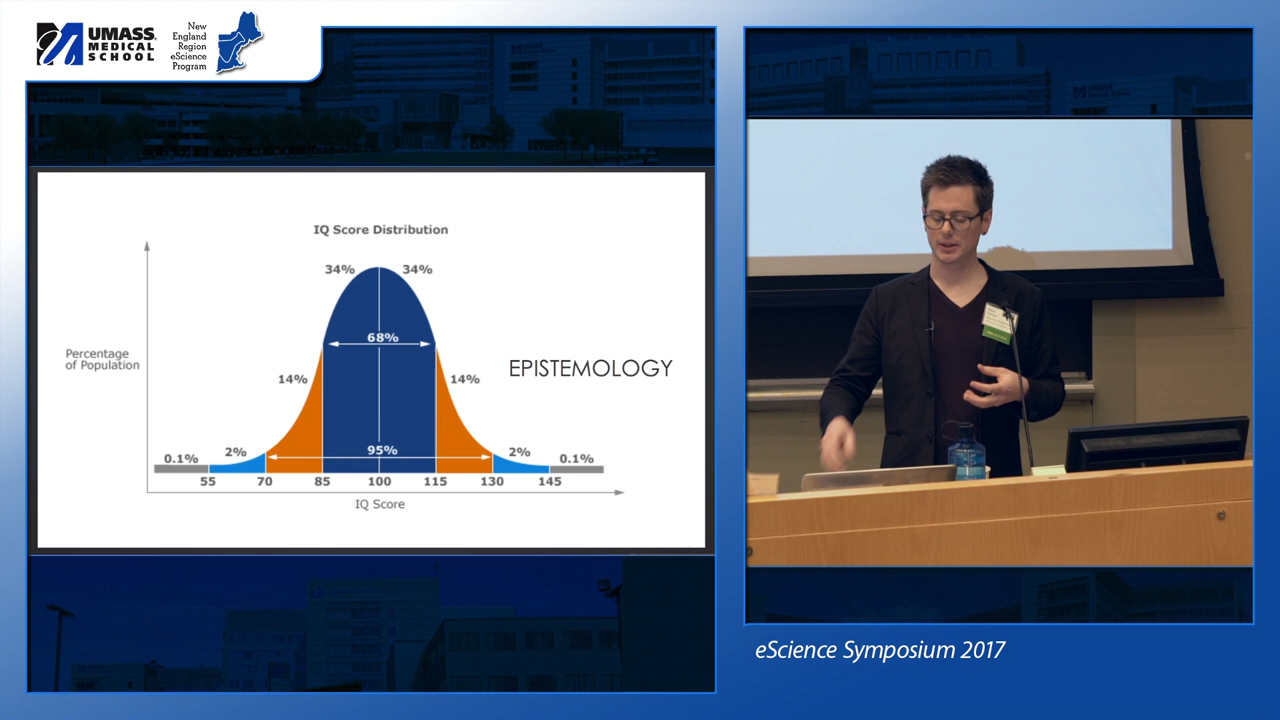 UMASS
MEDICAL
SCHOOL
New
England
Region
eScience
Program
IQ Score Distribution
34% 34%
68%
Percentage
of Population
14% 14%
EPISTEMOLOGY
95%
0.1% 2% 2% 0.1%
55 70 85 100 115 130 145
IQ Score
eScience Symposium 2017